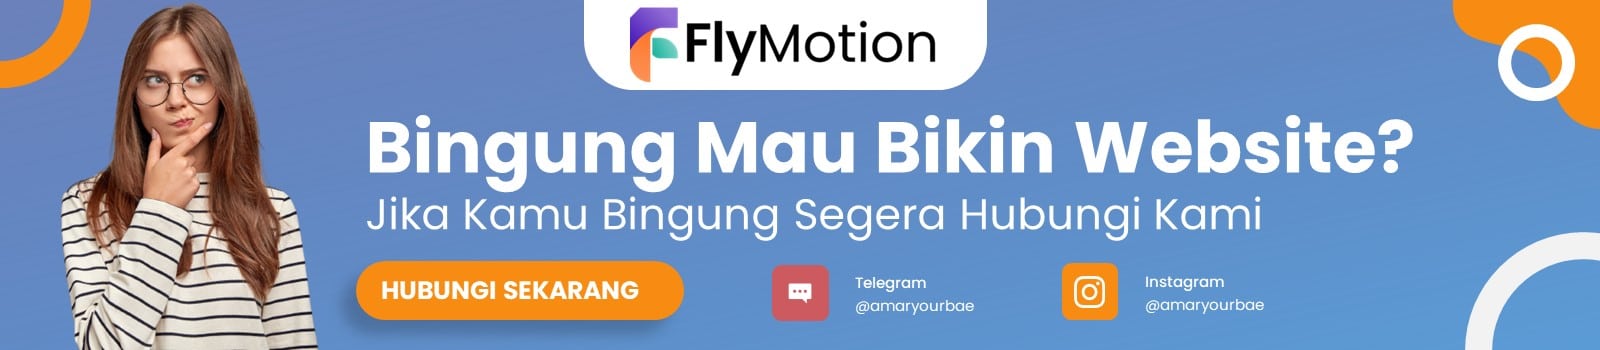 FlyMotion
Bingung Mau Bikin Website?
Jika Kamu Bingung Segera Hubungi Kami
HUBUNGI SEKARANG
Telegram
@amaryourbae
Instagram
@amaryourbae